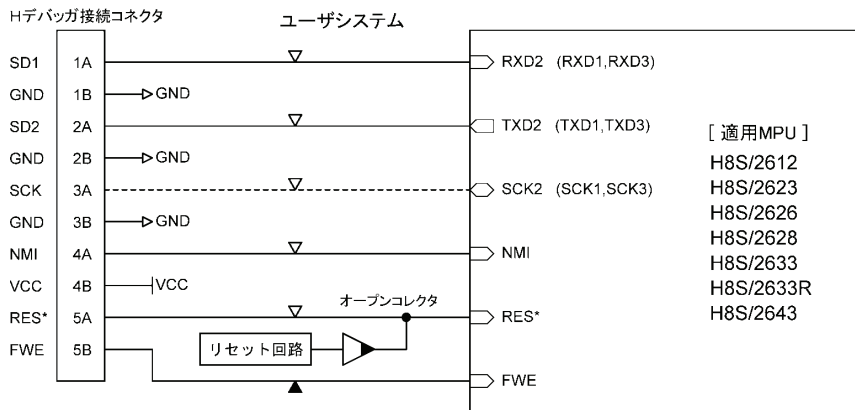 Hデバッガ接続コネクタ
ユーザシステム
SD1 1A RXD2 (RXD1,RXD3)
GND 1B GND
SD2 2A TXD2 (TXD1,TXD3)
GND 2B GND
SCK 3A SCK2 (SCK1,SCK3)
GND 3B GND
NMI 4A NMI
VCC 4B VCC
オープンコレクタ
RES* 5A RES*
FWE 5B リセット回路
FWE
[ 適用MPU ]
H8S/2612
H8S/2623
H8S/2626
H8S/2628
H8S/2633
H8S/2633R
H8S/2643